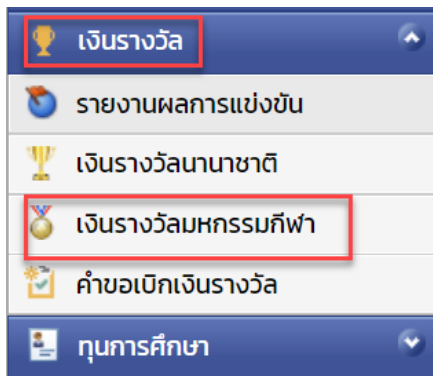 เงินรางวัล
รายงานผลการแข่งขัน
เงินรางวัลนานาชาติ
เงินรางวัลมหกรรมกีฬา
คำขอเบิกเงินรางวัล
ทุนการศึกษา